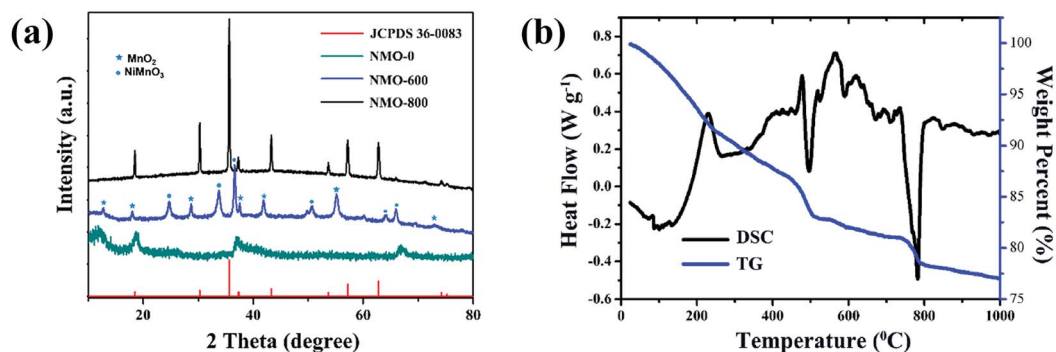 (a)
JCPDS 36-0083
NMO-0
NMO-600
NMO-800
★ MnO₂
• NiMnO₃
Intensity (a.u.)
20 40 60 80
2 Theta (degree)
(b)
0.8
0.6
0.4
0.2
0.0
-0.2
-0.4
-0.6
Heat Flow (W g⁻¹)
DSC
TG
100
95
90
85
80
75
Weight Percent (%)
0 200 400 600 800 1000
Temperature (⁰C)